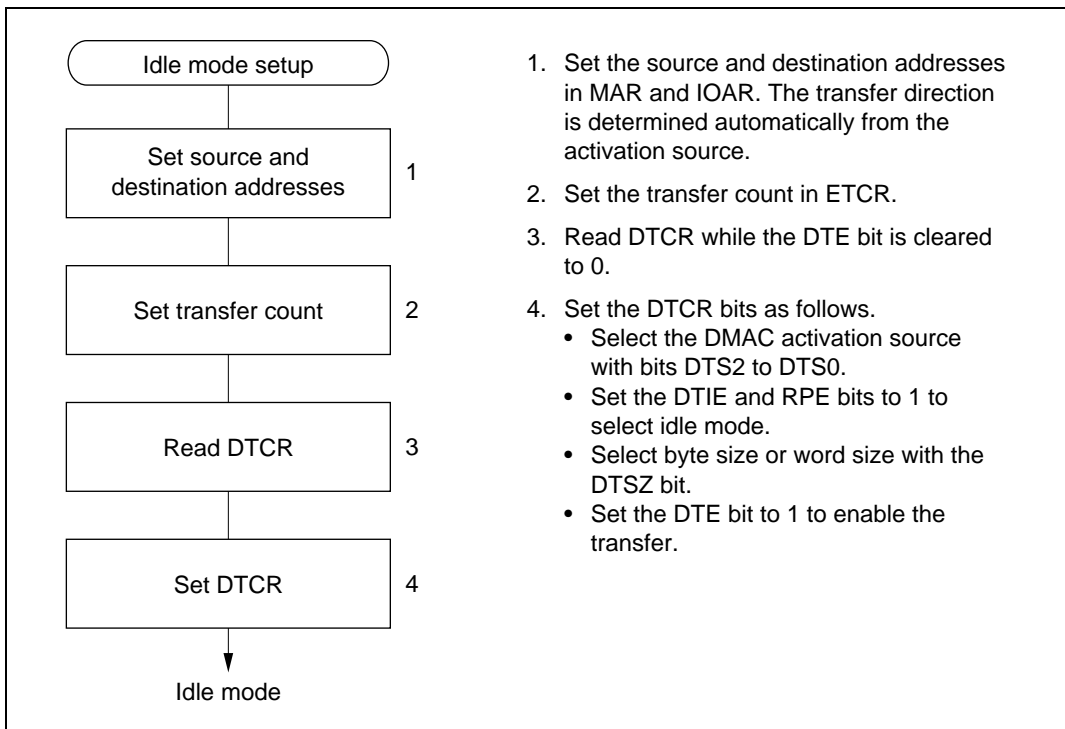 Idle mode setup
Set source and
destination addresses
1
Set transfer count
2
Read DTCR
3
Set DTCR
4
Idle mode
1. Set the source and destination addresses
in MAR and IOAR. The transfer direction
is determined automatically from the
activation source.
2. Set the transfer count in ETCR.
3. Read DTCR while the DTE bit is cleared
to 0.
4. Set the DTCR bits as follows.
• Select the DMAC activation source
with bits DTS2 to DTS0.
• Set the DTIE and RPE bits to 1 to
select idle mode.
• Select byte size or word size with the
DTSZ bit.
• Set the DTE bit to 1 to enable the
transfer.